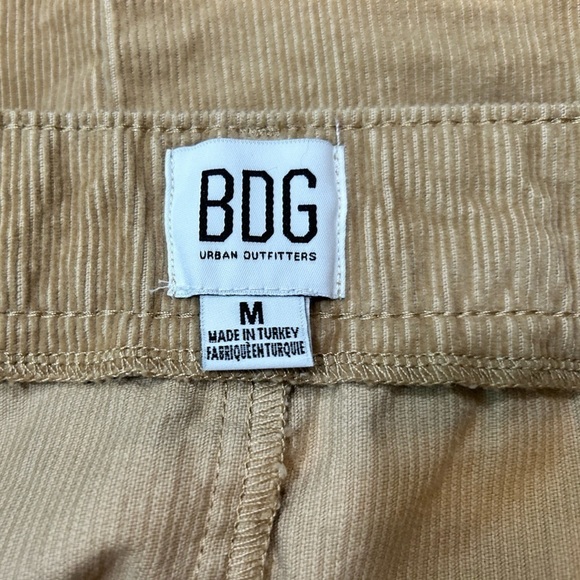 BDG
URBAN OUTFITTERS
M
MADE IN TURKEY
FABRIQUÉ EN TURQUIE